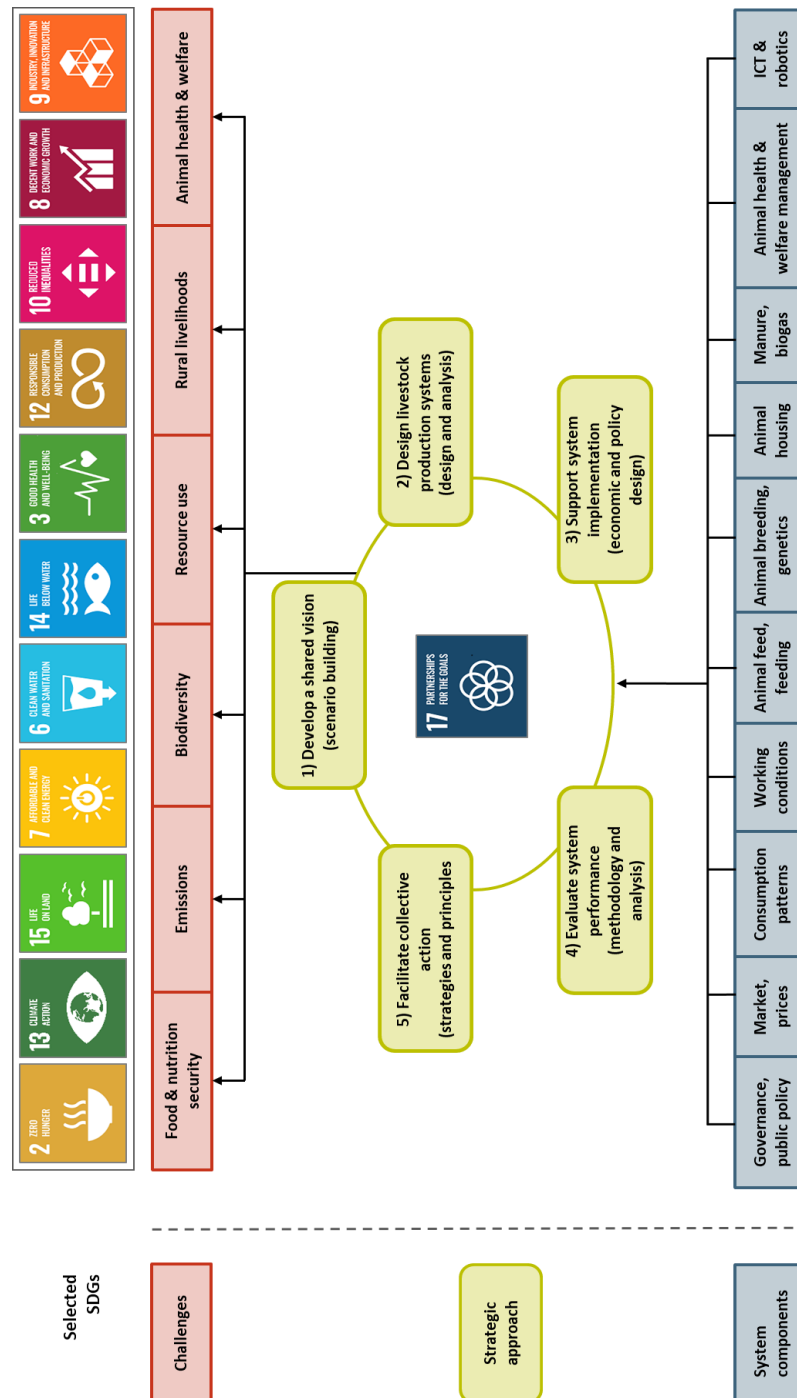 Selected
SDGs
2 ZERO
HUNGER
13 CLIMATE
ACTION
15 LIFE
ON LAND
7 AFFORDABLE AND
CLEAN ENERGY
6 CLEAN WATER
AND SANITATION
14 LIFE
BELOW WATER
3 GOOD HEALTH
AND WELL-BEING
12 RESPONSIBLE
CONSUMPTION
AND PRODUCTION
10 REDUCED
INEQUALITIES
8 DECENT WORK AND
ECONOMIC GROWTH
9 INDUSTRY, INNOVATION
AND INFRASTRUCTURE
Challenges
Food & nutrition
security
Emissions
Biodiversity
Resource use
Rural livelihoods
Animal health & welfare
Strategic
approach
1) Develop a shared vision
(scenario building)
2) Design livestock
production systems
(design and analysis)
3) Support system
implementation
(economic and policy
design)
4) Evaluate system
performance
(methodology and
analysis)
5) Facilitate collective
action
(strategies and principles)
17 PARTNERSHIPS
FOR THE GOALS
System
components
Governance,
public policy
Market,
prices
Consumption
patterns
Working
conditions
Animal feed,
feeding
Animal breeding,
genetics
Animal
housing
Manure,
biogas
Animal health &
welfare management
ICT &
robotics